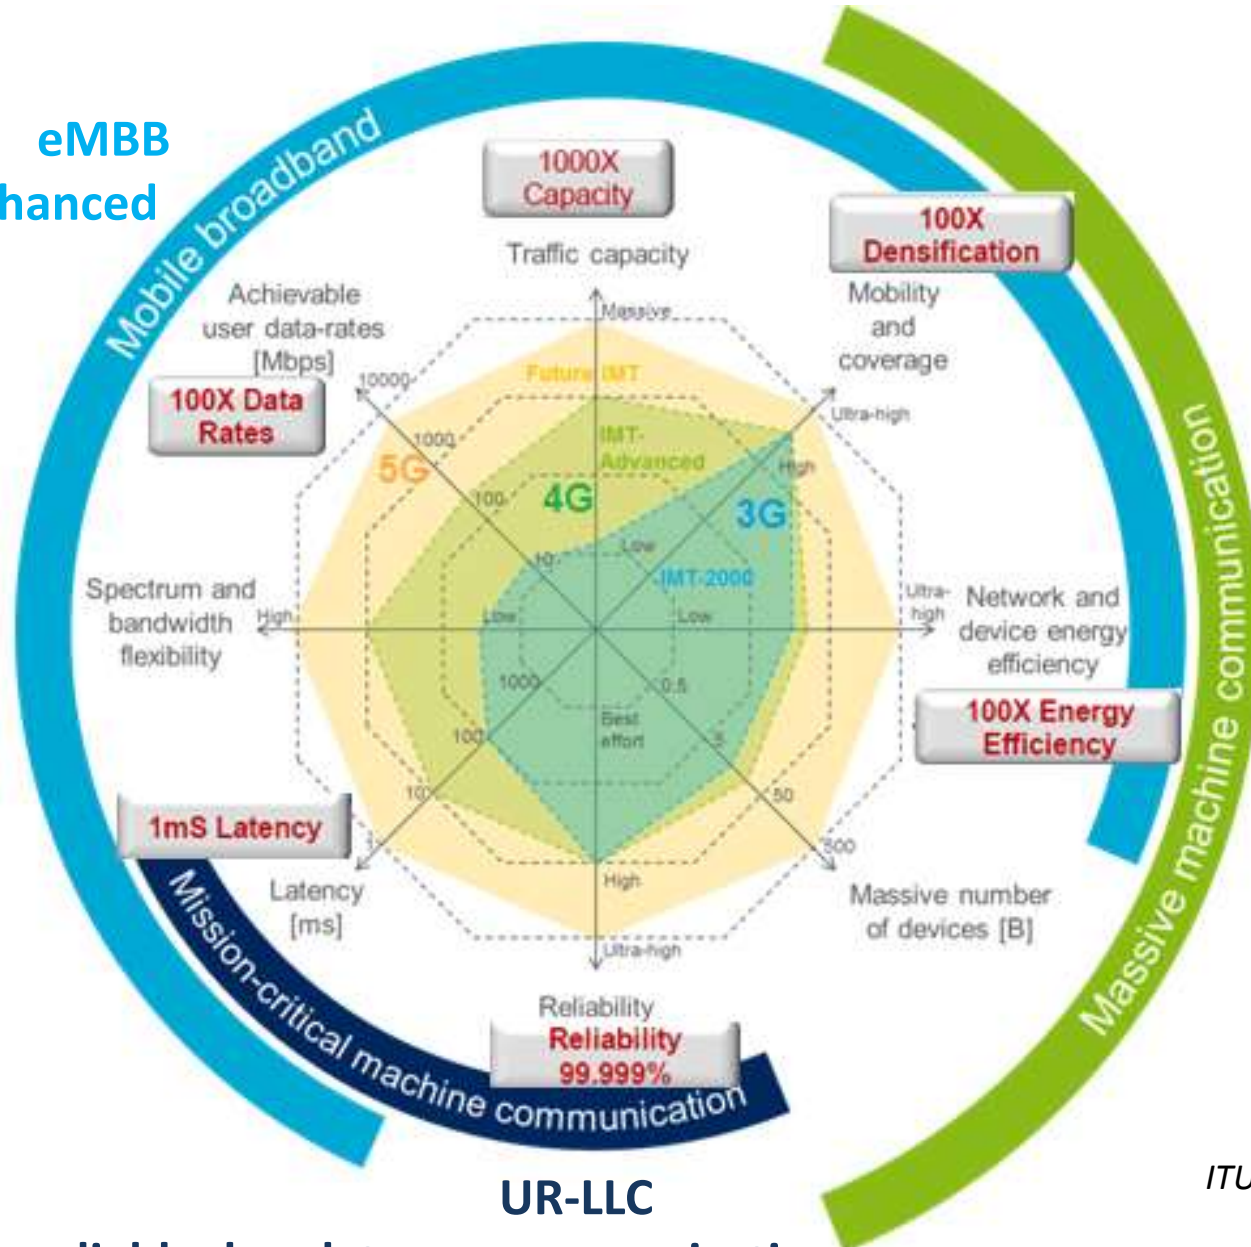 eMBB
hanced
Mobile broadband
1000X
Capacity
Traffic capacity
100X
Densification
Mobility
and
coverage
Achievable
user data-rates
[Mbps]
100X Data
Rates
Massive
10000
Future IMT
Ultra-high
1000
5G
IMT-
Advanced
High
100
4G
3G
10
Low
IMT-2000
Spectrum and
bandwidth
flexibility
High
Low
Low
Ultra-
high
Network and
device energy
efficiency
1000
0.5
Best
effort
100
5
100X Energy
Efficiency
10
50
1mS Latency
1
500
Latency
[ms]
High
Massive number
of devices [B]
Ultra-high
Reliability
Reliability
99.999%
Mission-critical machine communication
Massive machine communication
UR-LLC
ITU